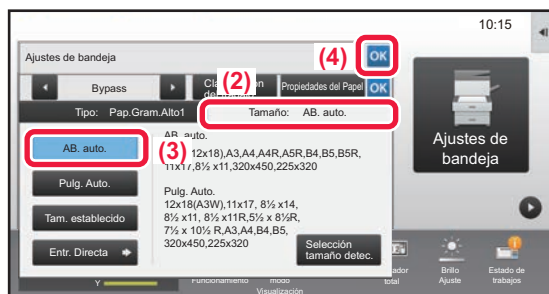 10:15
(4)
OK
Ajustes de bandeja
(2)
Bypass
Propiedades del Papel
OK
Tipo: Pap.Gram.Alto1
Tamaño: AB. auto.
Ajustes de
bandeja
(3)
AB. auto.
AB. auto.
12x18),A3,A4,A4R,A5R,B4,B5,B5R,
11x17,8½ x11,320x450,225x320
Pulg. Auto.
Pulg. Auto.
12x18(A3W),11x17, 8½ x14,
8½ x11, 8½ x11R,5½ x 8½R,
7½ x 10½ R,A3,A4,B4,B5,
320x450,225x320
Tam. establecido
Entr. Directa
Selección
tamaño detec.
Y
Funcionamiento
modo
Visualización
total
Brillo
Ajuste
Estado de
trabajos